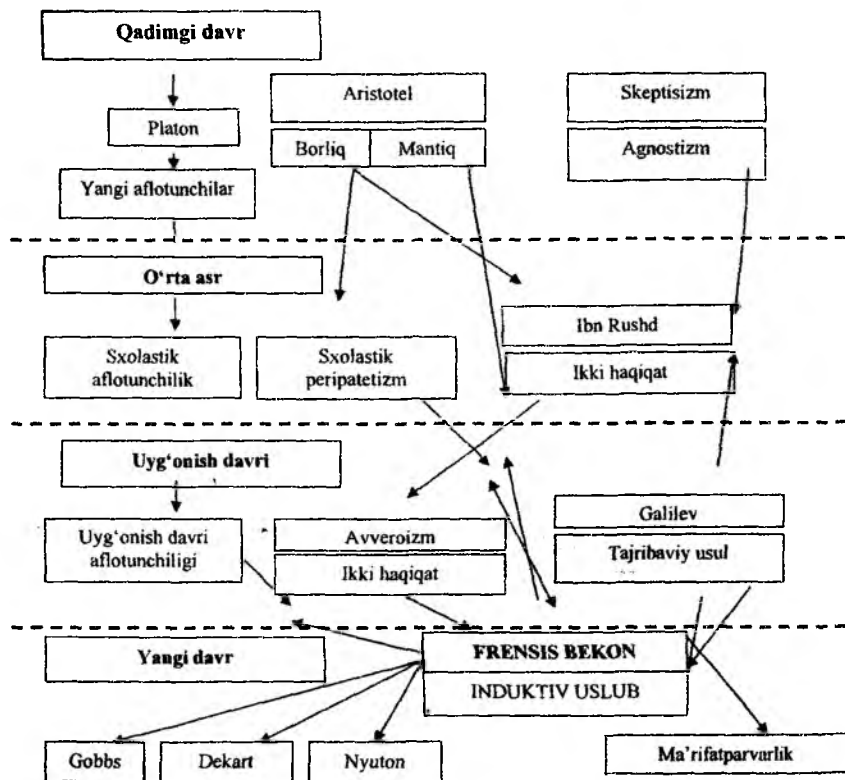 Qadimgi davr
Aristotel
Skeptisizm
Platon
Borliq
Mantiq
Agnostizm
Yangi aflotunchilar
O‘rta asr
Ibn Rushd
Sxolastik
aflotunchilik
Sxolastik
peripatetizm
Ikki haqiqat
Uyg‘onish davri
Galilev
Uyg‘onish davri
aflotunchiligi
Avveroizm
Tajribaviy usul
Ikki haqiqat
Yangi davr
FRENSIS BEKON
INDUKTIV USLUB
Gobbs
Dekart
Nyuton
Ma’rifatparvarlik